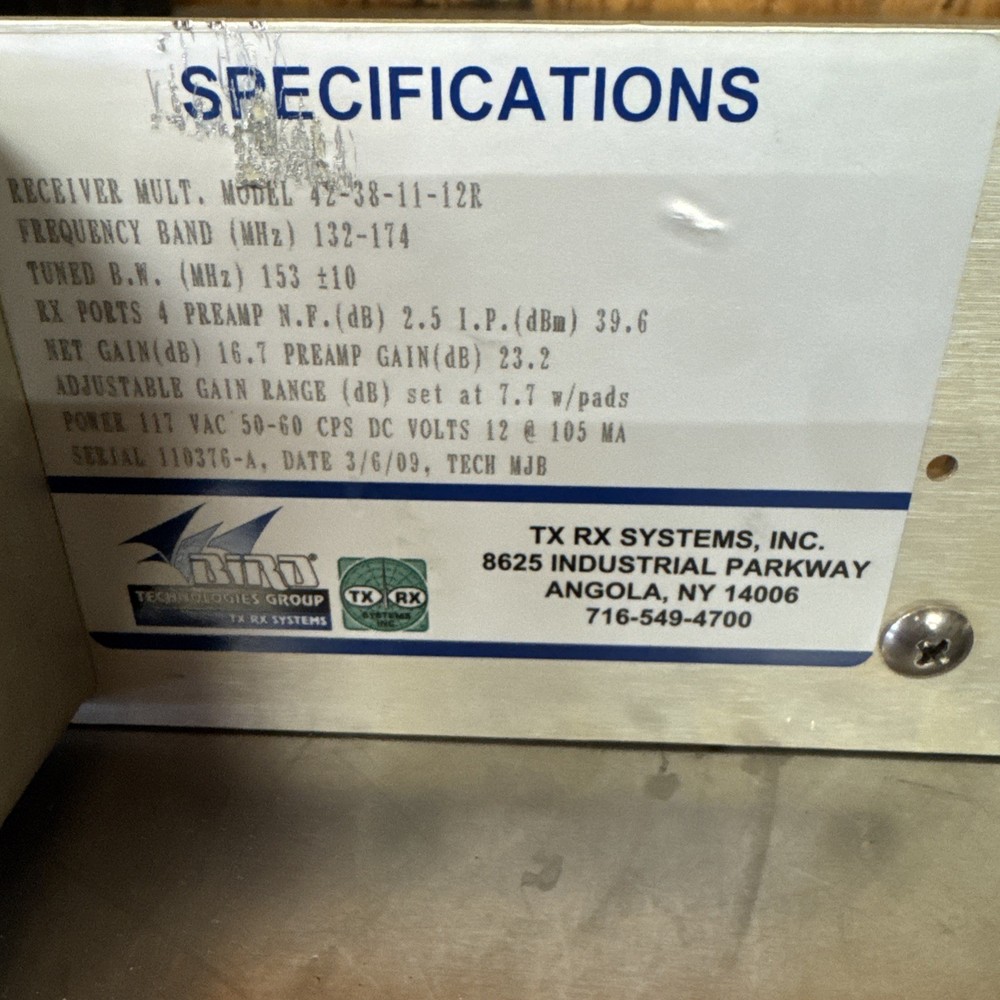 SPECIFICATIONS
RECEIVER MULT. MODEL 42-38-11-12R
FREQUENCY BAND (MHz) 132-174
TUNED B.W. (MHz) 153 ±10
RX PORTS 4 PREAMP N.F.(dB) 2.5 I.P.(dBm) 39.6
NET GAIN(dB) 16.7 PREAMP GAIN(dB) 23.2
ADJUSTABLE GAIN RANGE (dB) set at 7.7 w/pads
POWER 117 VAC 50-60 CPS DC VOLTS 12 @ 105 MA
SERIAL 110376-A, DATE 3/6/09, TECH MJB
BIRD®
TECHNOLOGIES GROUP
TX RX SYSTEMS
TX RX
SYSTEMS
INC.
TX RX SYSTEMS, INC.
8625 INDUSTRIAL PARKWAY
ANGOLA, NY 14006
716-549-4700